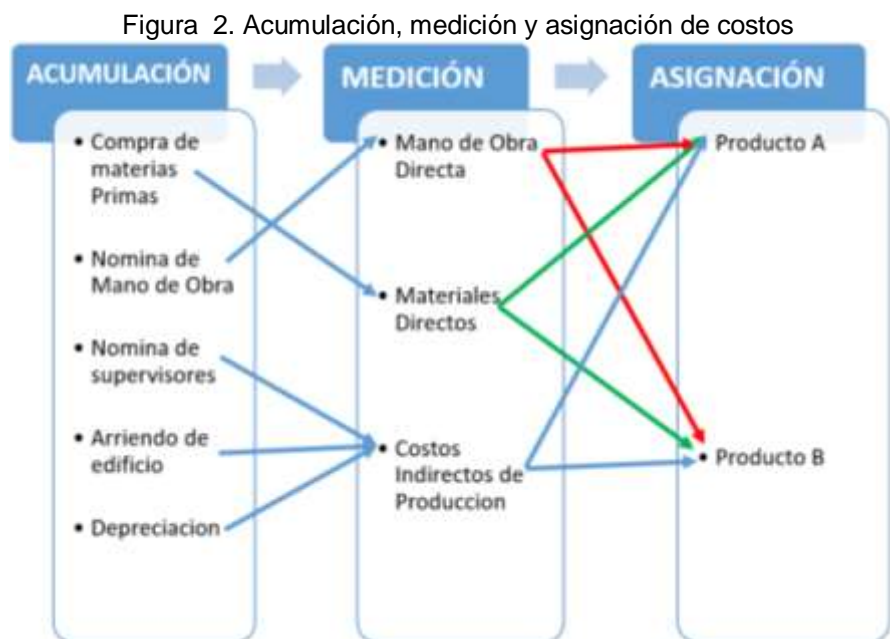 Figura 2. Acumulación, medición y asignación de costos
ACUMULACIÓN
MEDICIÓN
ASIGNACIÓN
• Compra de
materias
Primas
• Nomina de
Mano de Obra
• Nomina de
supervisores
• Arriendo de
edificio
• Depreciacion
• Mano de Obra
Directa
• Materiales
Directos
• Costos
Indirectos de
Produccion
• Producto A
• Producto B